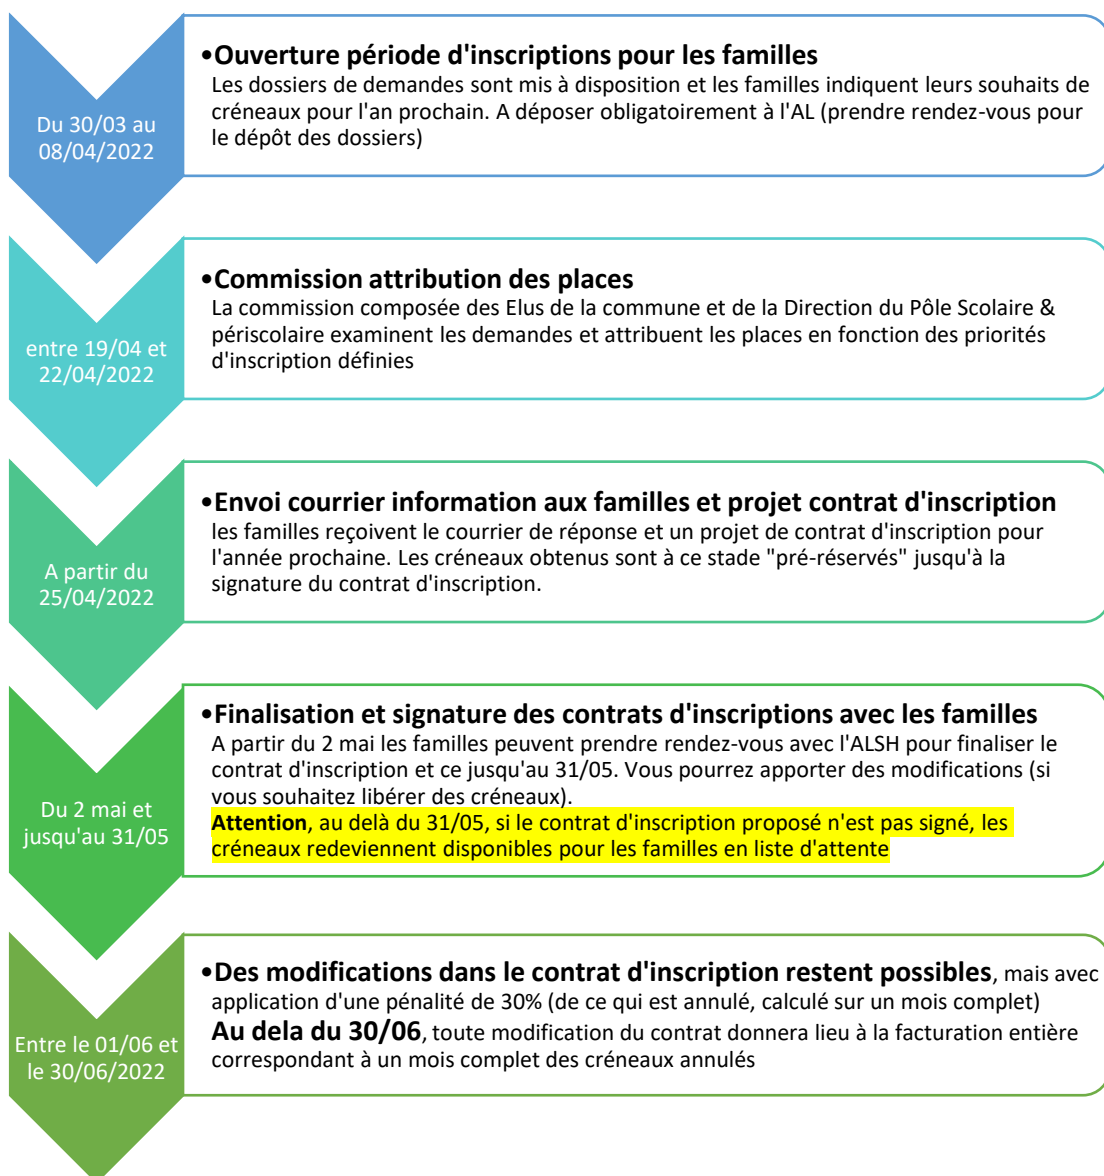 Du 30/03 au
08/04/2022
•Ouverture période d'inscriptions pour les familles
Les dossiers de demandes sont mis à disposition et les familles indiquent leurs souhaits de
créneaux pour l'an prochain. A déposer obligatoirement à l'AL (prendre rendez-vous pour
le dépôt des dossiers)
entre 19/04 et
22/04/2022
•Commission attribution des places
La commission composée des Elus de la commune et de la Direction du Pôle Scolaire &
périscolaire examinent les demandes et attribuent les places en fonction des priorités
d'inscription définies
A partir du
25/04/2022
•Envoi courrier information aux familles et projet contrat d'inscription
les familles reçoivent le courrier de réponse et un projet de contrat d'inscription pour
l'année prochaine. Les créneaux obtenus sont à ce stade "pré-réservés" jusqu'à la
signature du contrat d'inscription.
Du 2 mai et
jusqu'au 31/05
•Finalisation et signature des contrats d'inscriptions avec les familles
A partir du 2 mai les familles peuvent prendre rendez-vous avec l'ALSH pour finaliser le
contrat d'inscription et ce jusqu'au 31/05. Vous pourrez apporter des modifications (si
vous souhaitez libérer des créneaux).
Attention, au delà du 31/05, si le contrat d'inscription proposé n'est pas signé, les
créneaux redeviennent disponibles pour les familles en liste d'attente
Entre le 01/06 et
le 30/06/2022
•Des modifications dans le contrat d'inscription restent possibles, mais avec
application d'une pénalité de 30% (de ce qui est annulé, calculé sur un mois complet)
Au dela du 30/06, toute modification du contrat donnera lieu à la facturation entière
correspondant à un mois complet des créneaux annulés